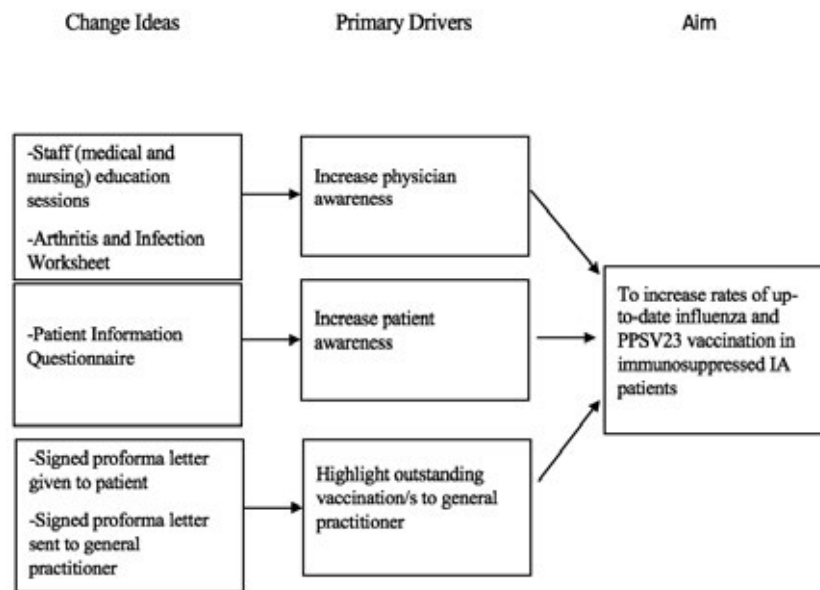 Change Ideas
Primary Drivers
Aim
-Staff (medical and
nursing) education
sessions
-Arthritis and Infection
Worksheet
Increase physician
awareness
-Patient Information
Questionnaire
Increase patient
awareness
-Signed proforma letter
given to patient
-Signed proforma letter
sent to general
practitioner
Highlight outstanding
vaccination/s to general
practitioner
To increase rates of up-
to-date influenza and
PPSV23 vaccination in
immunosuppressed IA
patients